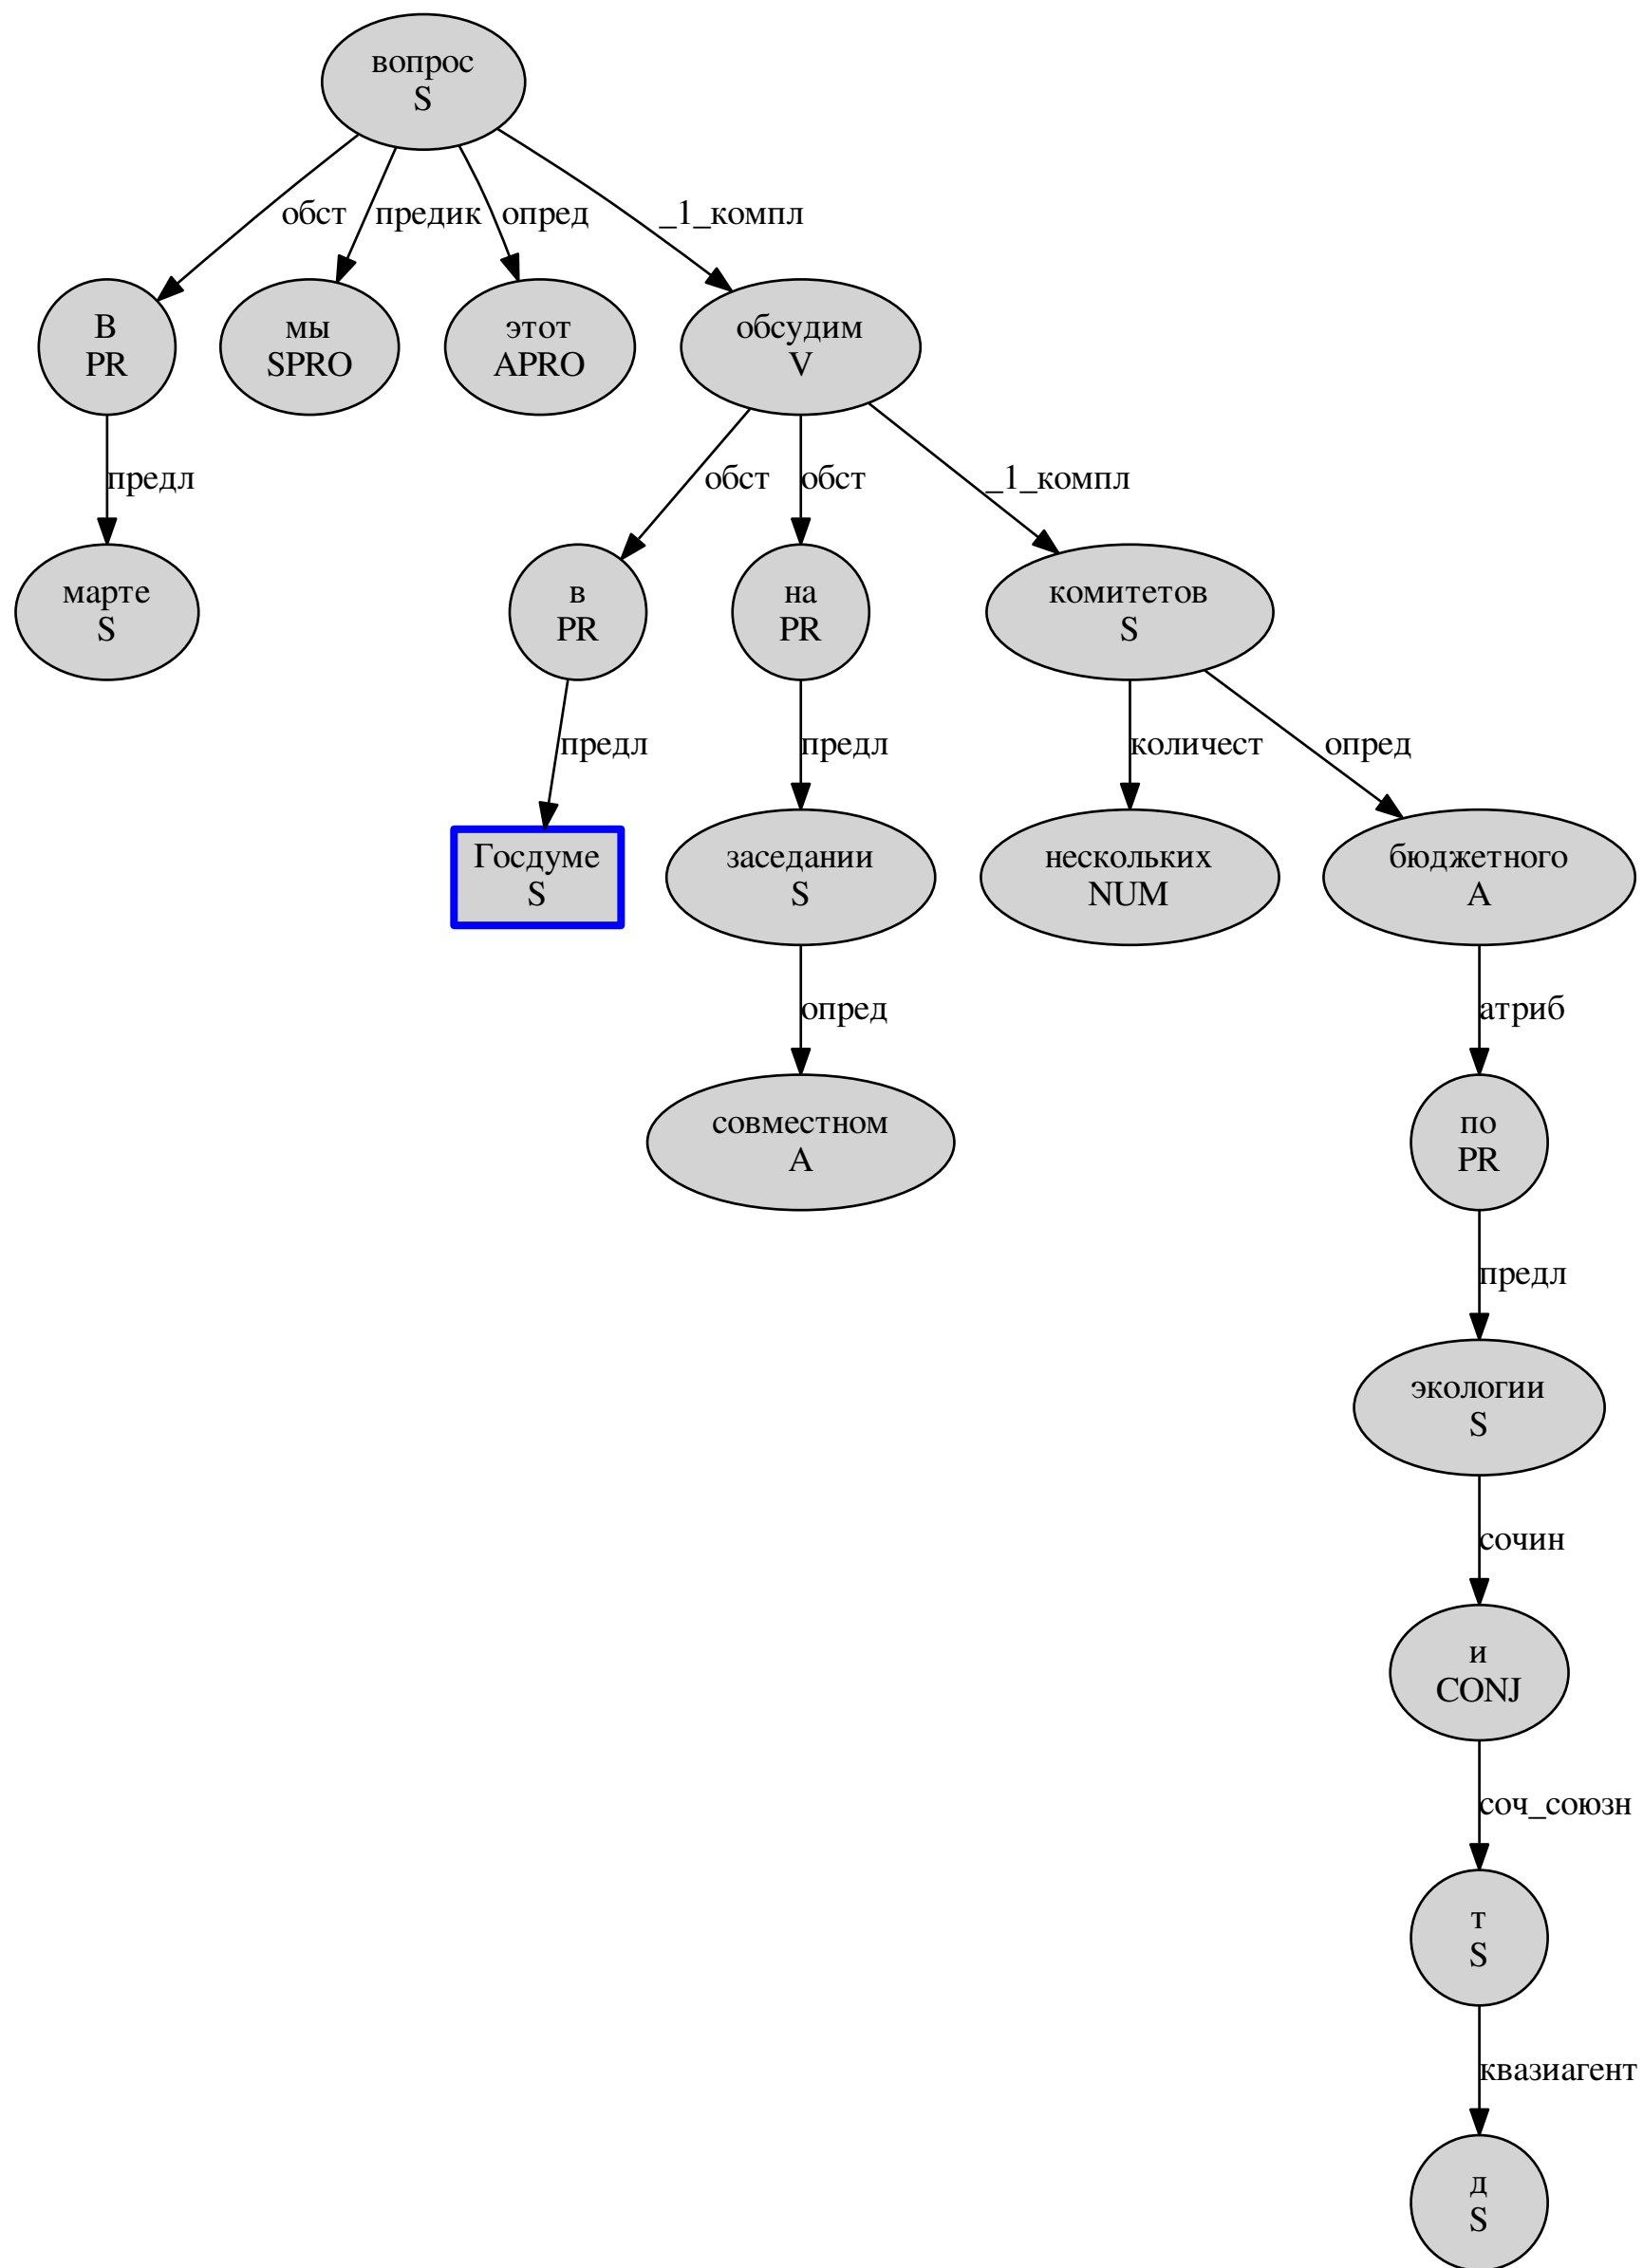 вопрос
S
обст
предик
опред
_1_компл
В
PR
мы
SPRO
этот
APRO
обсудим
V
предл
обст
обст
_1_компл
марте
S
в
PR
на
PR
комитетов
S
предл
предл
количест
опред
Госдуме
S
заседании
S
нескольких
NUM
бюджетного
A
опред
атриб
совместном
A
по
PR
предл
экологии
S
сочин
и
CONJ
соч_союзн
т
S
квазиагент
д
S